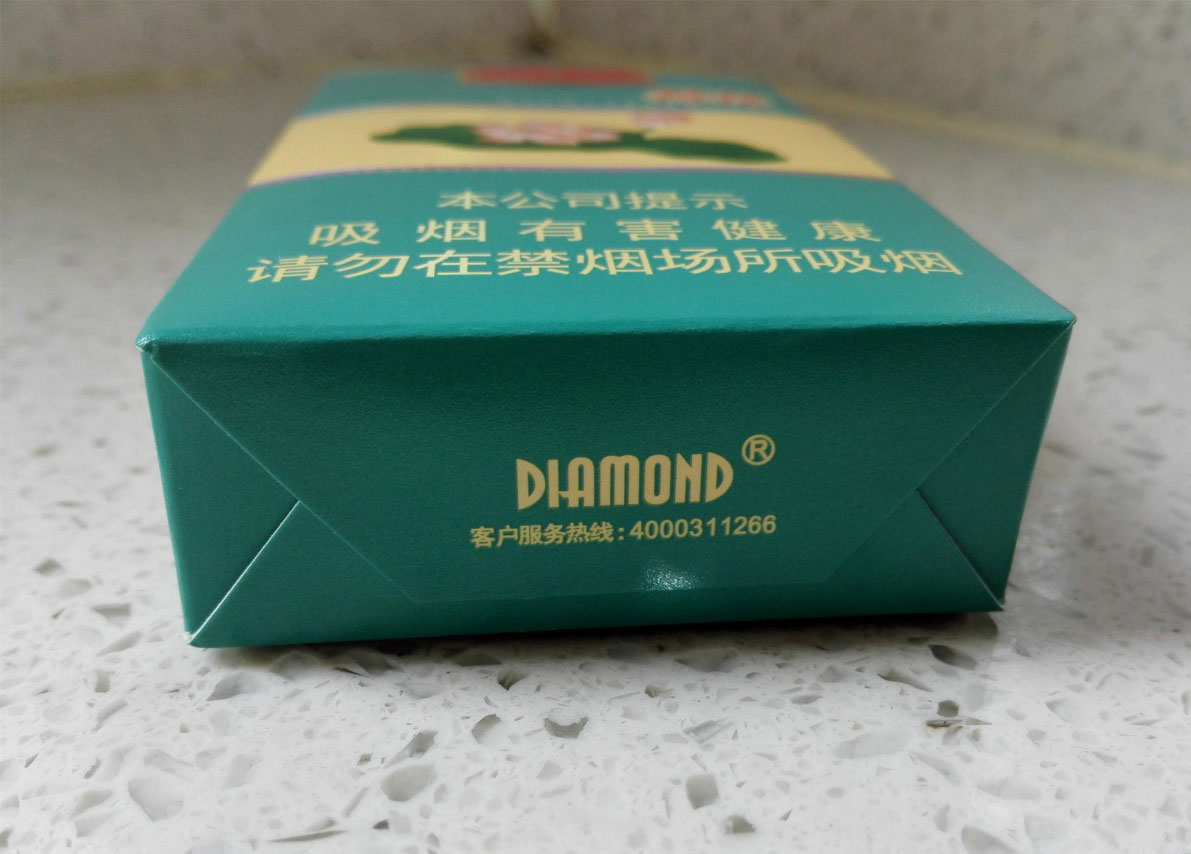 本公司提示
吸烟有害健康
请勿在禁烟场所吸烟
DIAMOND®
客户服务热线:4000311266